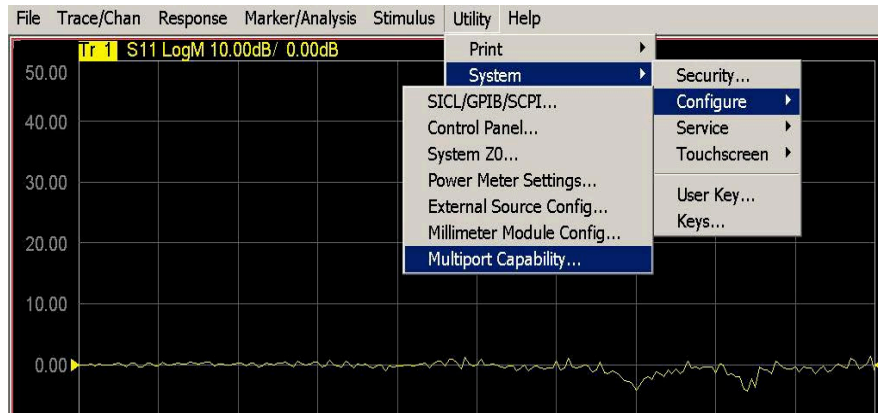 File Trace/Chan Response Marker/Analysis Stimulus Utility Help
Tr 1 S11 LogM 10.00dB/ 0.00dB
Print
System
Security...
Configure
Service
Touchscreen
User Key...
Keys...
SICL/GPIB/SCPI...
Control Panel...
System Z0...
Power Meter Settings...
External Source Config...
Millimeter Module Config...
Multiport Capability...
50.00
40.00
30.00
20.00
10.00
0.00